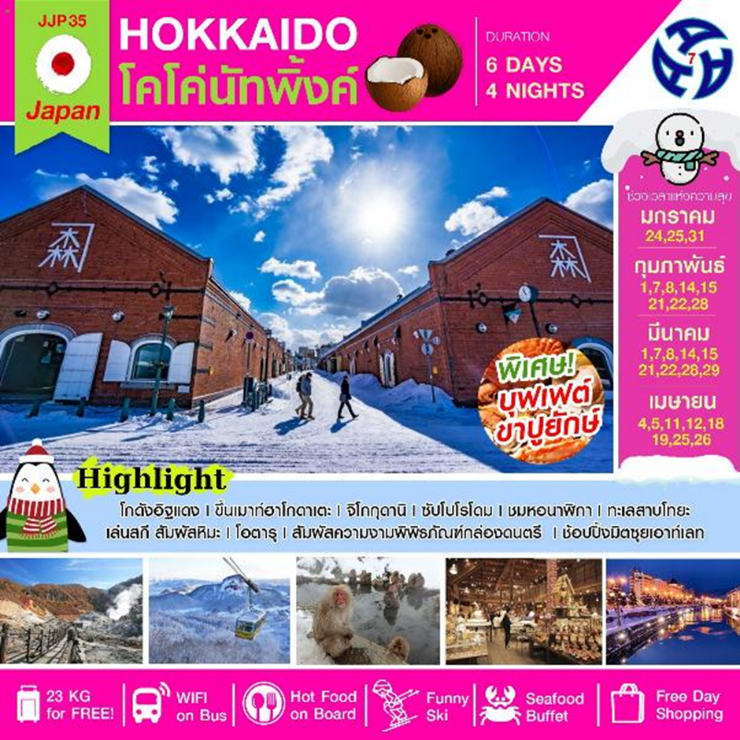 JJP35
Japan
HOKKAIDO
โคโค่นัทพิ้งค์
DURATION
6 DAYS
4 NIGHTS
7
ช่วงเวลาแห่งความสุข
มกราคม
24,25,31
กุมภาพันธ์
1,7,8,14,15
21,22,28
มีนาคม
1,7,8,14,15
21,22,28,29
เมษายน
4,5,11,12,18
19,25,26
森
森
พิเศษ!
บุฟเฟต์
ขาปูยักษ์
Highlight
โกดังอิฐแดง l ขึ้นเขาท์ฮาโกดาเตะ l จิโกกุดานิ l ซัปโปโรโดม l ชมหอนาฬิกา l ทะเลสาบโทยะ
เล่นสกี สัมผัสหิมะ l โอตารุ l สัมผัสความงามพิพิธภัณฑ์กล่องดนตรี l ช้อปปิ้งมิตซุยเอาท์เลท
23 KG
for FREE!
WIFI
on Bus
Hot Food
on Board
Funny
Ski
Seafood
Buffet
Free Day
Shopping